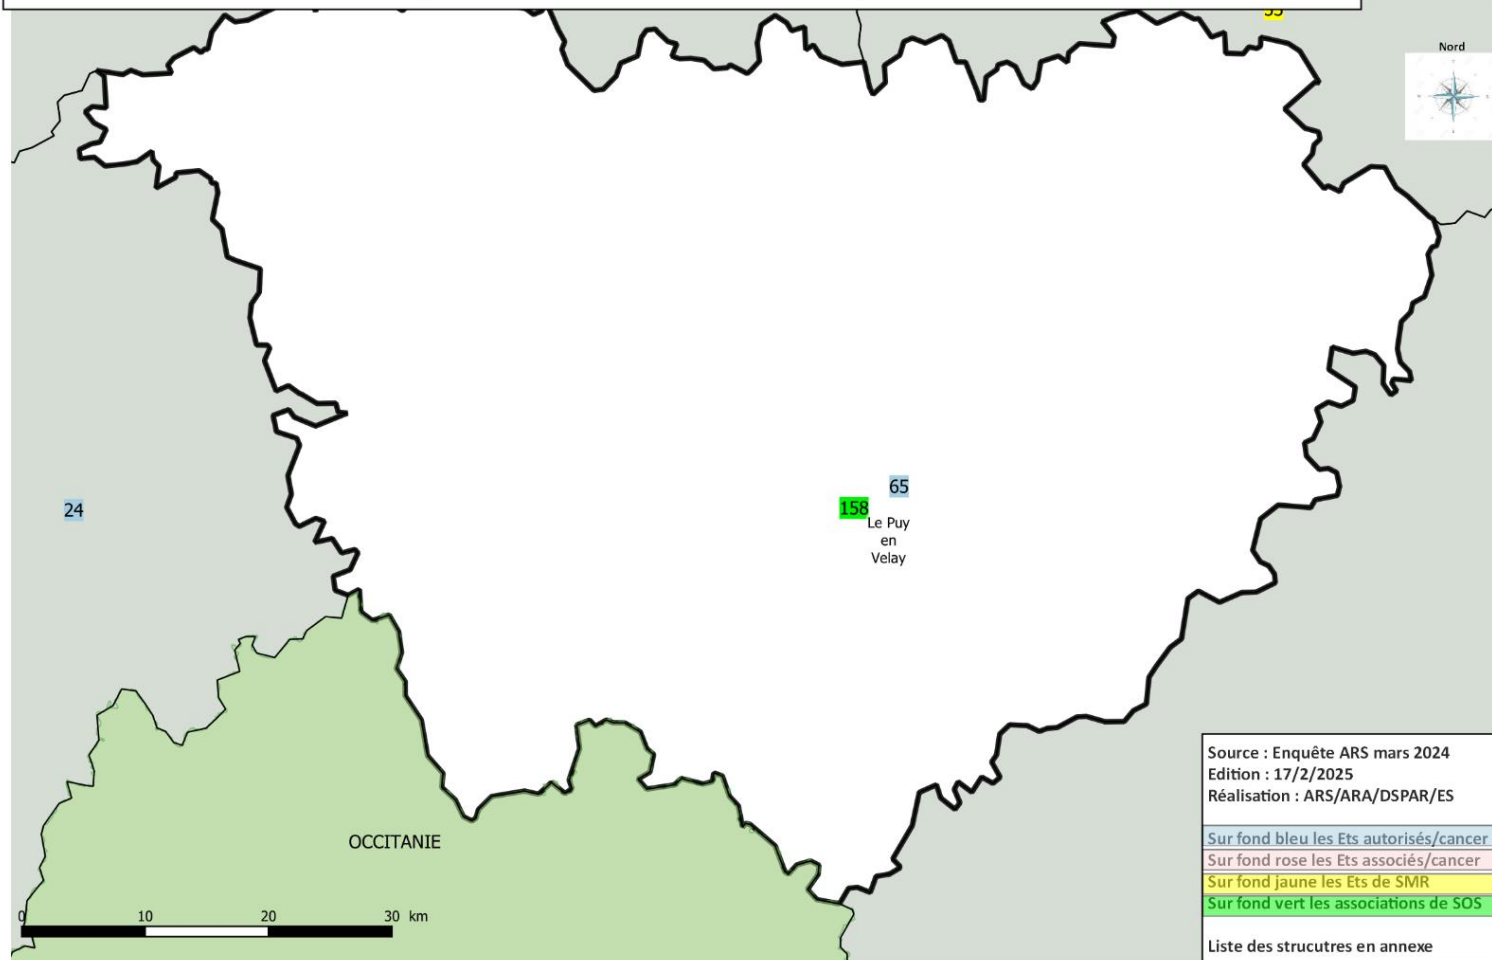 Nord
24
65
158
Le Puy
en
Velay
OCCITANIE
0 10 20 30 km
Source : Enquête ARS mars 2024
Edition : 17/2/2025
Réalisation : ARS/ARA/DSPAR/ES
Sur fond bleu les Ets autorisés/cancer
Sur fond rose les Ets associés/cancer
Sur fond jaune les Ets de SMR
Sur fond vert les associations de SOS
Liste des strucutres en annexe